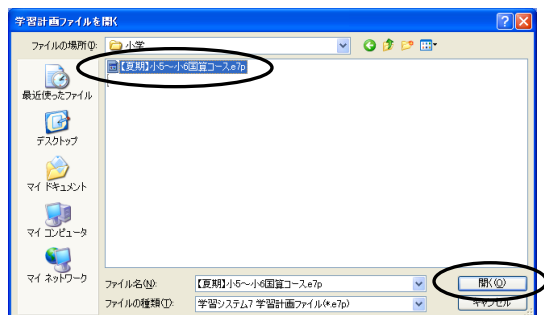 学習計画ファイルを開く
ファイルの場所(I):
小学
【夏期】小5～小6国算コース.e7p
最近使ったファイル
デスクトップ
マイ ドキュメント
マイ コンピュータ
マイ ネットワーク
ファイル名(N):
【夏期】小5～小6国算コース.e7p
開く(O)
ファイルの種類(T):
学習システム7 学習計画ファイル(*.e7p)
キャンセル